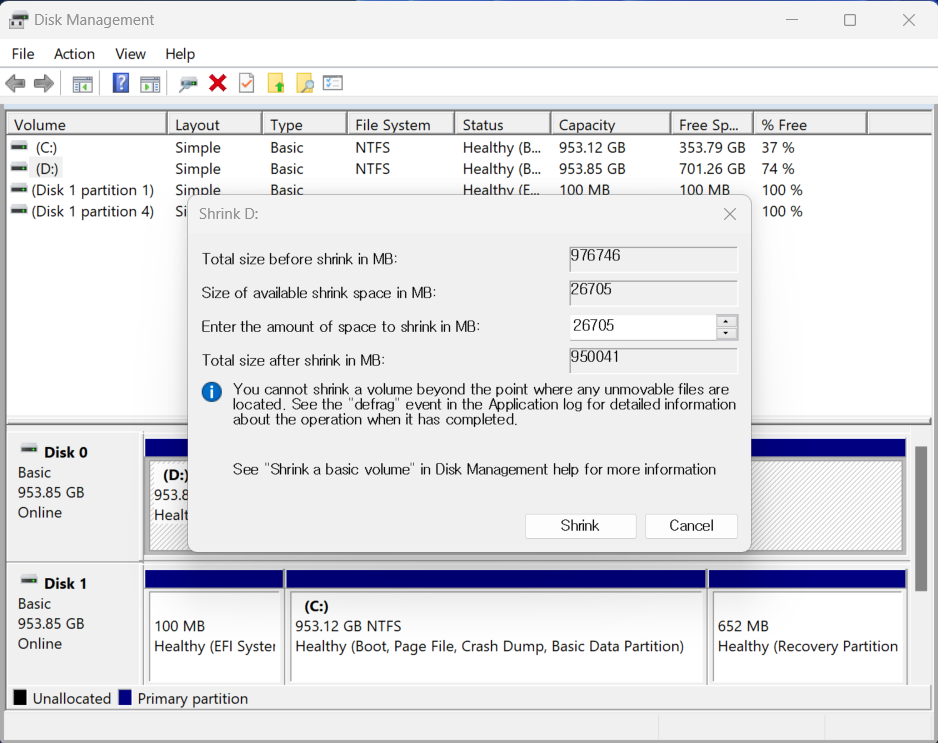 Disk Management
File Action View Help
Volume Layout Type File System Status Capacity Free Sp... % Free
(C:) Simple Basic NTFS Healthy (B... 953.12 GB 353.79 GB 37 %
(D:) Simple Basic NTFS Healthy (B... 953.85 GB 701.26 GB 74 %
(Disk 1 partition 1) Simple Basic Healthy (E... 100 MB 100 MB 100 %
(Disk 1 partition 4) Si 100 %
Shrink D:
Total size before shrink in MB: 976746
Size of available shrink space in MB: 26705
Enter the amount of space to shrink in MB: 26705
Total size after shrink in MB: 950041
You cannot shrink a volume beyond the point where any unmovable files are
located. See the "defrag" event in the Application log for detailed information
about the operation when it has completed.
See "Shrink a basic volume" in Disk Management help for more information
Shrink Cancel
Disk 0
Basic
953.85 GB
Online
(D:)
953.8
Healt
Disk 1
Basic
953.85 GB
Online
100 MB
Healthy (EFI System
(C:)
953.12 GB NTFS
Healthy (Boot, Page File, Crash Dump, Basic Data Partition)
652 MB
Healthy (Recovery Partition
Unallocated Primary partition